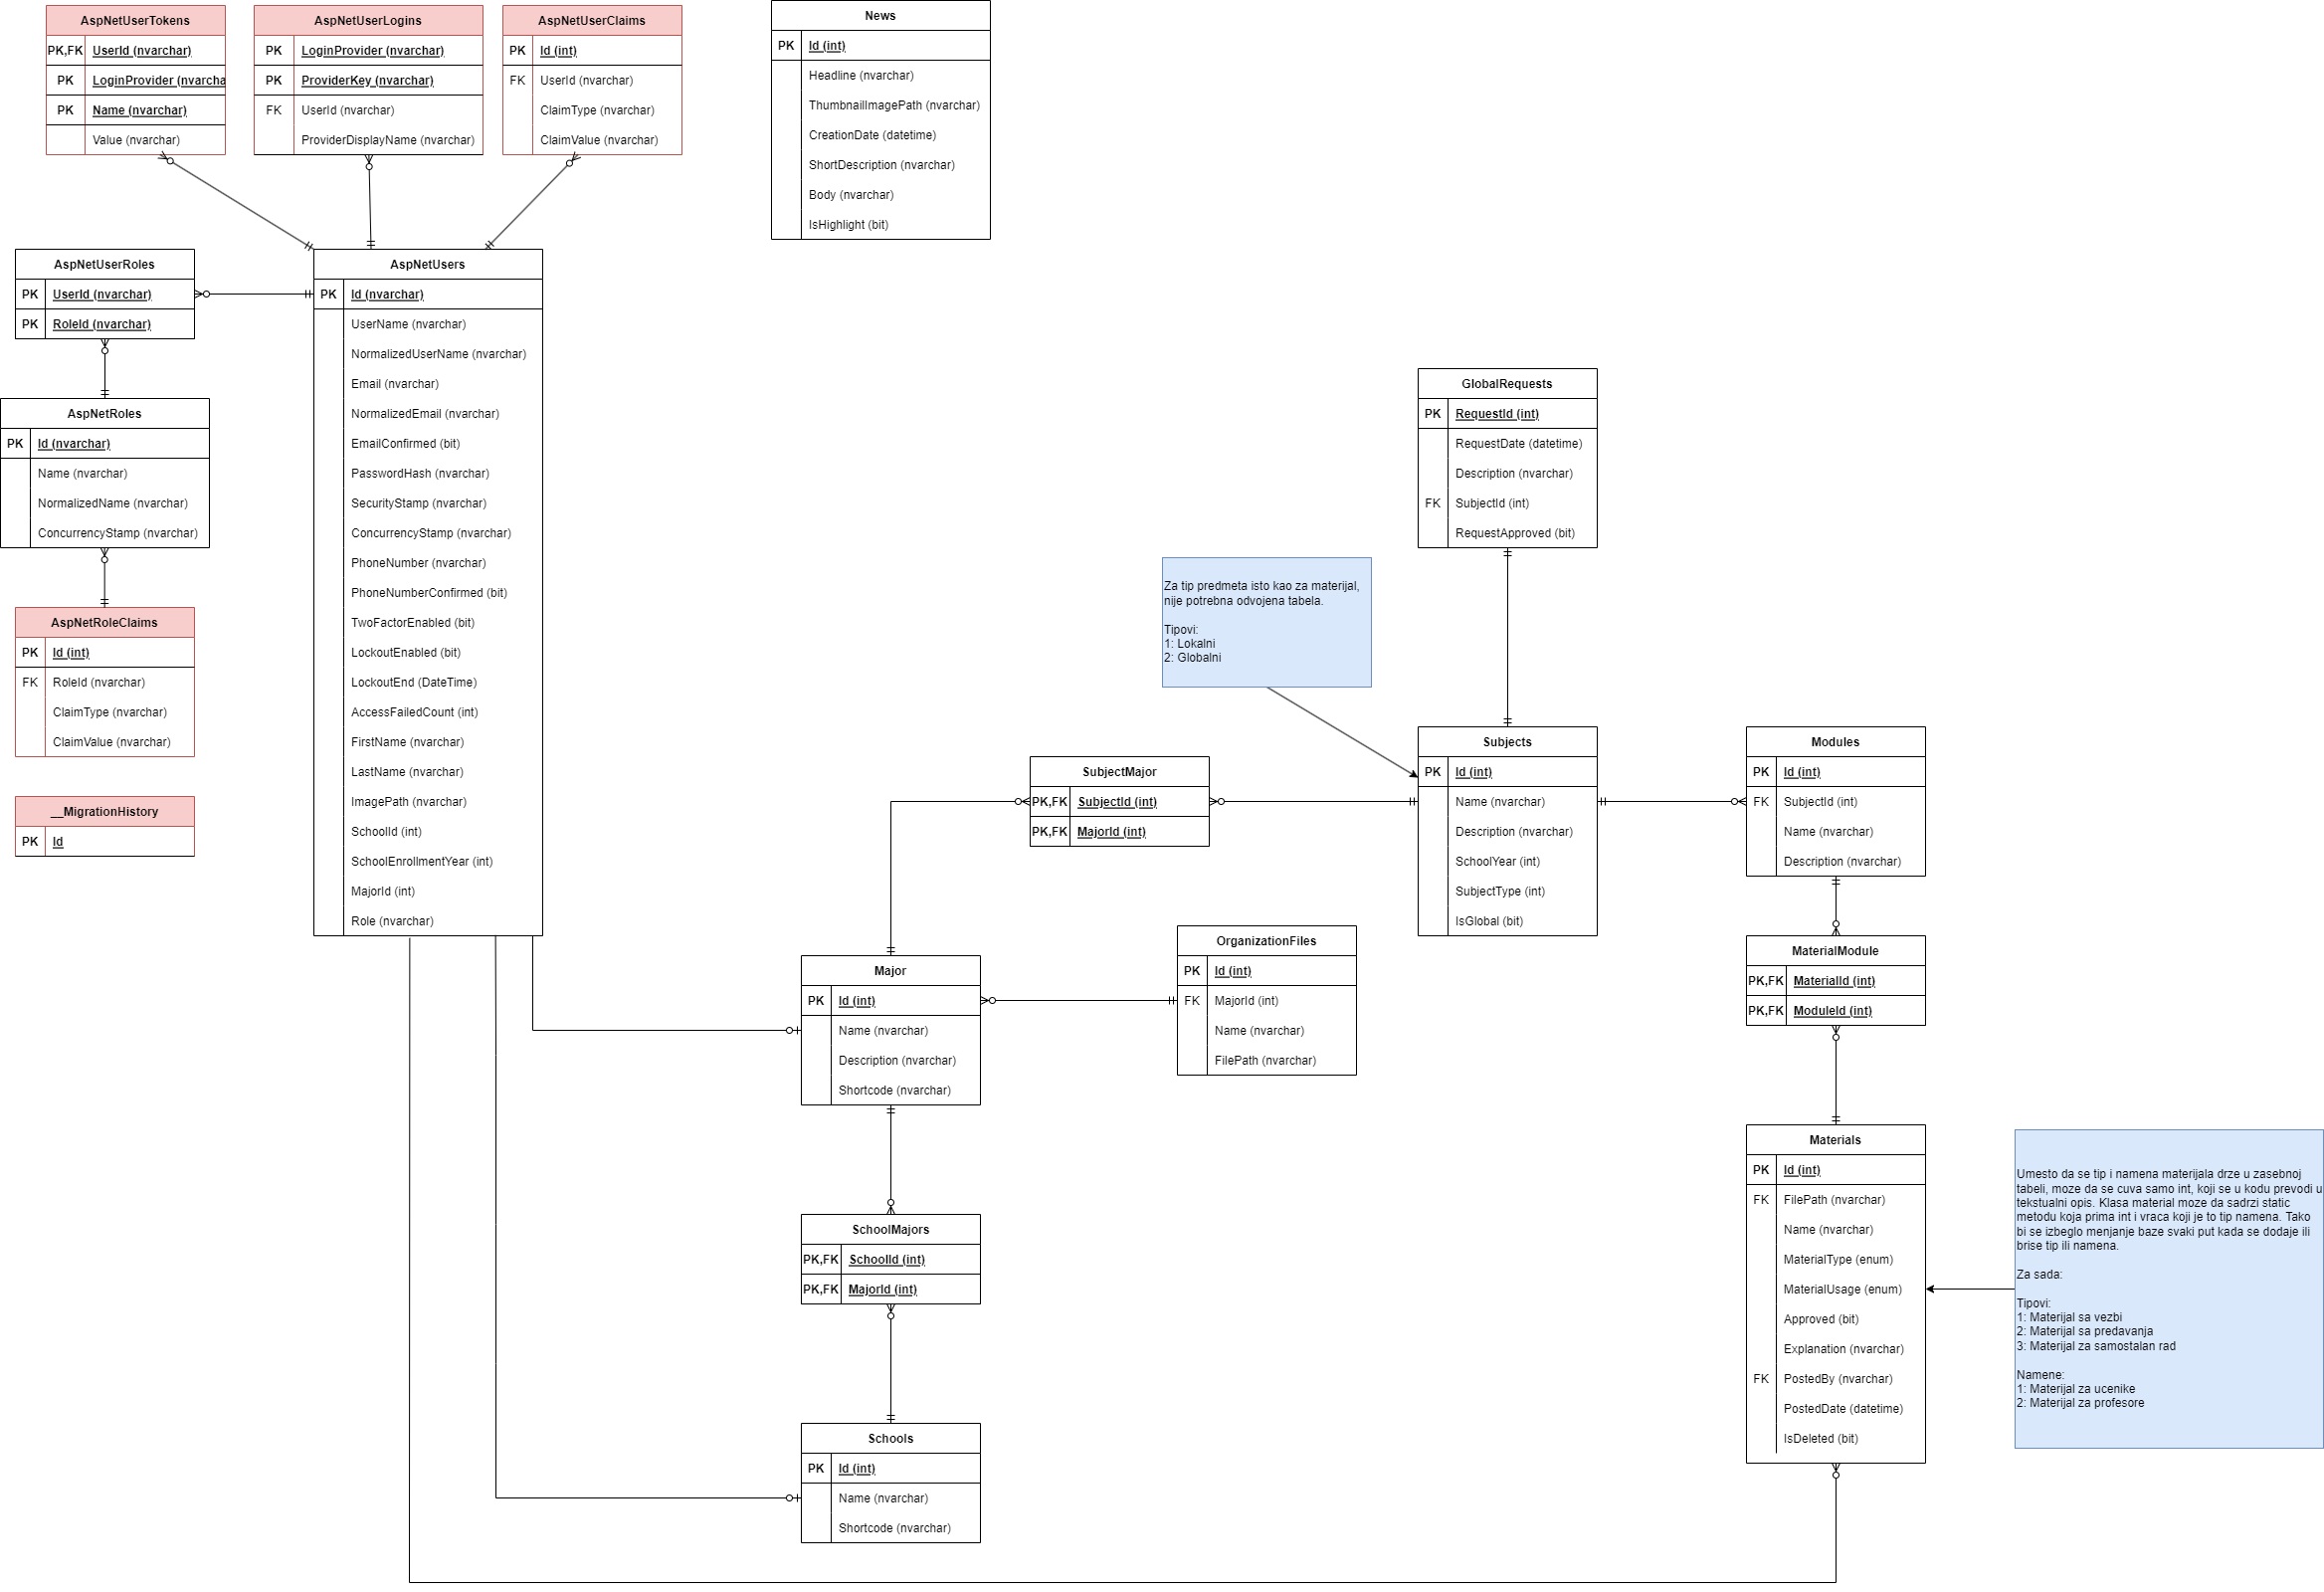 AspNetUserTokens
PK,FK UserId (nvarchar)
PK LoginProvider (nvarcha
PK Name (nvarchar)
Value (nvarchar)
AspNetUserLogins
PK LoginProvider (nvarchar)
PK ProviderKey (nvarchar)
FK UserId (nvarchar)
ProviderDisplayName (nvarchar)
AspNetUserClaims
PK Id (int)
FK UserId (nvarchar)
ClaimType (nvarchar)
ClaimValue (nvarchar)
News
PK Id (int)
Headline (nvarchar)
ThumbnailImagePath (nvarchar)
CreationDate (datetime)
ShortDescription (nvarchar)
Body (nvarchar)
IsHighlight (bit)
AspNetUserRoles
PK UserId (nvarchar)
PK RoleId (nvarchar)
AspNetRoles
PK Id (nvarchar)
Name (nvarchar)
NormalizedName (nvarchar)
ConcurrencyStamp (nvarchar)
AspNetRoleClaims
PK Id (int)
FK RoleId (nvarchar)
ClaimType (nvarchar)
ClaimValue (nvarchar)
__MigrationHistory
PK Id
AspNetUsers
PK Id (nvarchar)
UserName (nvarchar)
NormalizedUserName (nvarchar)
Email (nvarchar)
NormalizedEmail (nvarchar)
EmailConfirmed (bit)
PasswordHash (nvarchar)
SecurityStamp (nvarchar)
ConcurrencyStamp (nvarchar)
PhoneNumber (nvarchar)
PhoneNumberConfirmed (bit)
TwoFactorEnabled (bit)
LockoutEnabled (bit)
LockoutEnd (DateTime)
AccessFailedCount (int)
FirstName (nvarchar)
LastName (nvarchar)
ImagePath (nvarchar)
SchoolId (int)
SchoolEnrollmentYear (int)
MajorId (int)
Role (nvarchar)
GlobalRequests
PK RequestId (int)
RequestDate (datetime)
Description (nvarchar)
FK SubjectId (int)
RequestApproved (bit)
Za tip predmeta isto kao za materijal,
nije potrebna odvojena tabela.
Tipovi:
1: Lokalni
2: Globalni
SubjectMajor
PK,FK SubjectId (int)
PK,FK MajorId (int)
Subjects
PK Id (int)
Name (nvarchar)
Description (nvarchar)
SchoolYear (int)
SubjectType (int)
IsGlobal (bit)
Modules
PK Id (int)
FK SubjectId (int)
Name (nvarchar)
Description (nvarchar)
MaterialModule
PK,FK MaterialId (int)
PK,FK ModuleId (int)
Major
PK Id (int)
Name (nvarchar)
Description (nvarchar)
Shortcode (nvarchar)
OrganizationFiles
PK Id (int)
FK MajorId (int)
Name (nvarchar)
FilePath (nvarchar)
SchoolMajors
PK,FK SchoolId (int)
PK,FK MajorId (int)
Schools
PK Id (int)
Name (nvarchar)
Shortcode (nvarchar)
Materials
PK Id (int)
FK FilePath (nvarchar)
Name (nvarchar)
MaterialType (enum)
MaterialUsage (enum)
Approved (bit)
Explanation (nvarchar)
FK PostedBy (nvarchar)
PostedDate (datetime)
IsDeleted (bit)
Umesto da se tip i namena materijala drze u zasebnoj
tabeli, moze da se cuva samo int, koji se u kodu prevodi u
tekstualni opis. Klasa material moze da sadrzi static
metodu koja prima int i vraca koji je to tip namena. Tako
bi se izbeglo menjanje baze svaki put kada se dodaje ili
brise tip ili namena.
Za sada:
Tipovi:
1: Materijal sa vezbi
2: Materijal sa predavanja
3: Materijal za samostalan rad
Namene:
1: Materijal za ucenike
2: Materijal za profesore